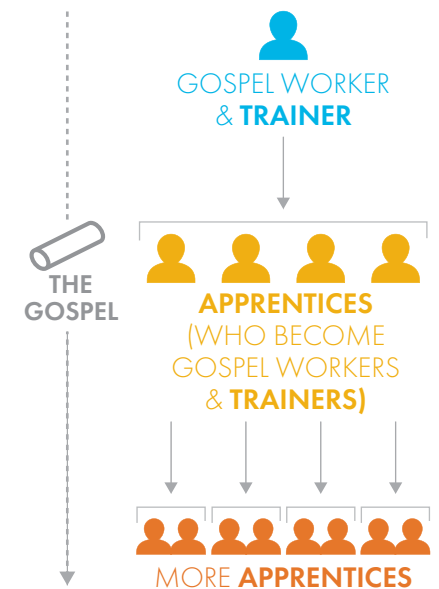 GOSPEL WORKER
& TRAINER
THE
GOSPEL
APPRENTICES
(WHO BECOME
GOSPEL WORKERS
& TRAINERS)
MORE APPRENTICES